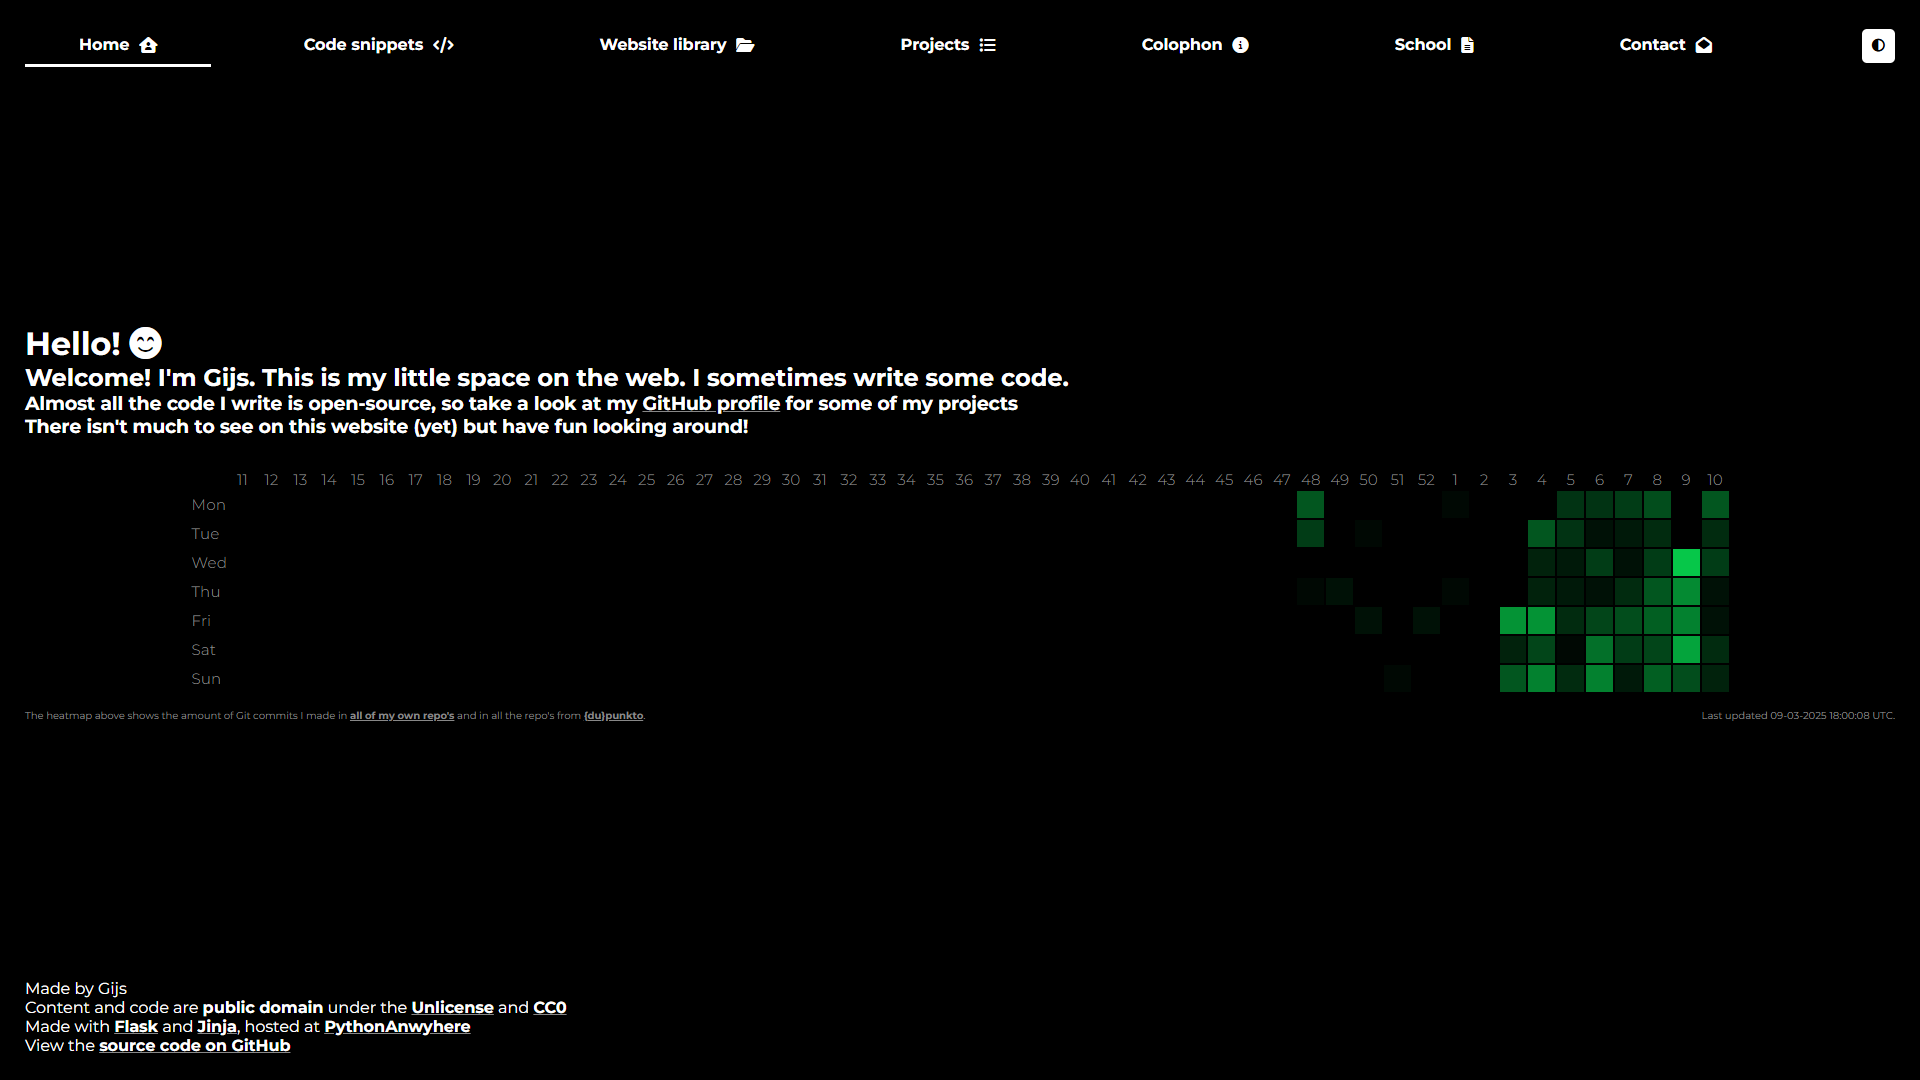 Home
Code snippets
Website library
Projects
Colophon
School
Contact
Hello!
Welcome! I'm Gijs. This is my little space on the web. I sometimes write some code.
Almost all the code I write is open-source, so take a look at my GitHub profile for some of my projects
There isn't much to see on this website (yet) but have fun looking around!
11 12 13 14 15 16 17 18 19 20 21 22 23 24 25 26 27 28 29 30 31 32 33 34 35 36 37 38 39 40 41 42 43 44 45 46 47 48 49 50 51 52 1 2 3 4 5 6 7 8 9 10
Mon
Tue
Wed
Thu
Fri
Sat
Sun
The heatmap above shows the amount of Git commits I made in all of my own repo's and in all the repo's from {du}punkto.
Last updated 09-03-2025 18:00:08 UTC.
Made by Gijs
Content and code are public domain under the Unlicense and CC0
Made with Flask and Jinja, hosted at PythonAnwyhere
View the source code on GitHub